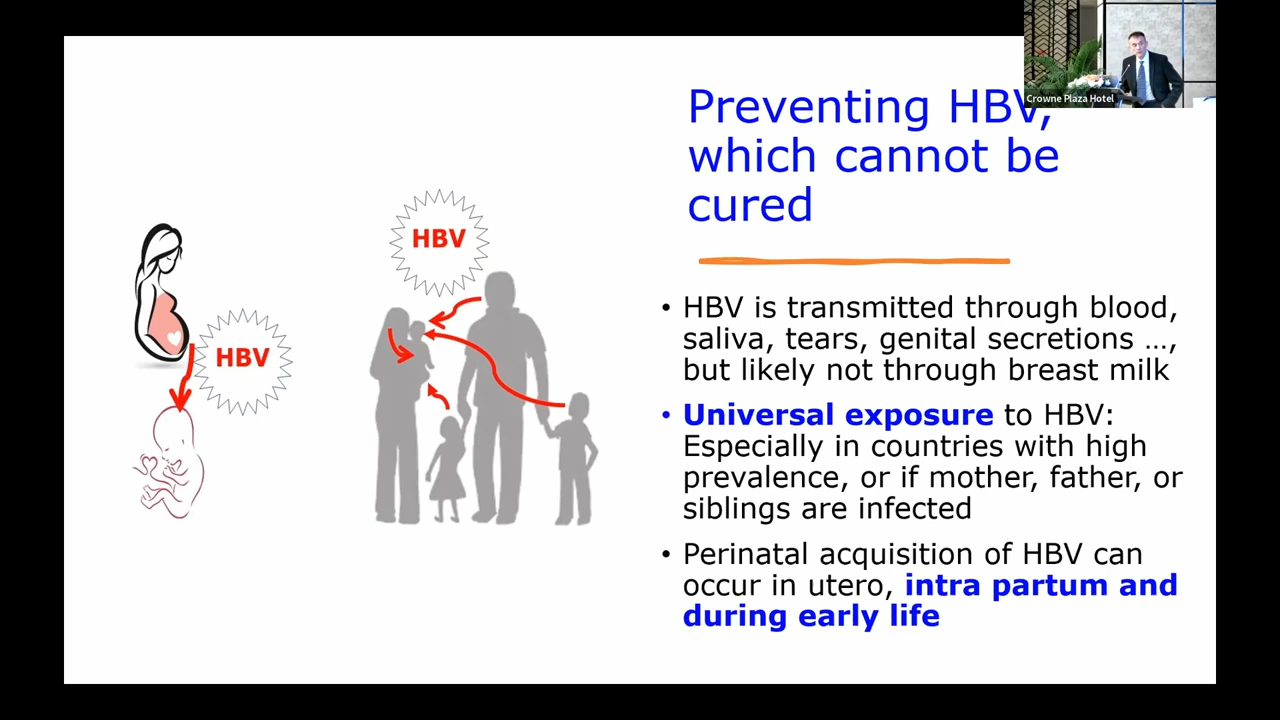 Crowne Plaza Hotel
Preventing HBV,
which cannot be
cured
HBV
HBV
• HBV is transmitted through blood,
saliva, tears, genital secretions …,
but likely not through breast milk
• Universal exposure to HBV:
Especially in countries with high
prevalence, or if mother, father, or
siblings are infected
• Perinatal acquisition of HBV can
occur in utero, intra partum and
during early life